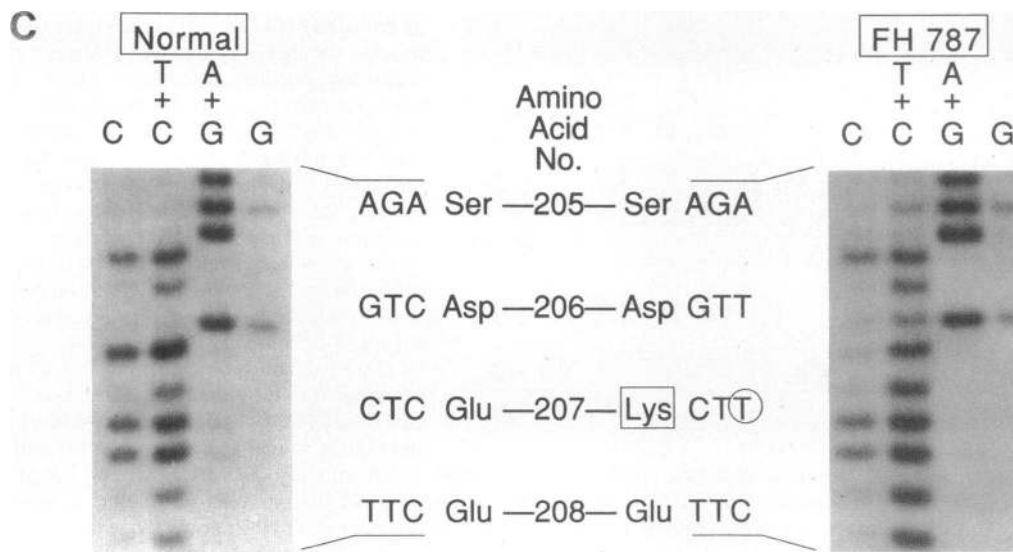 C
Normal
T A
+ +
C C G G
Amino
Acid
No.
FH 787
T A
+ +
C C G G
AGA Ser —205— Ser AGA
GTC Asp —206— Asp GTT
CTC Glu —207— Lys CTT
TTC Glu —208— Glu TTC